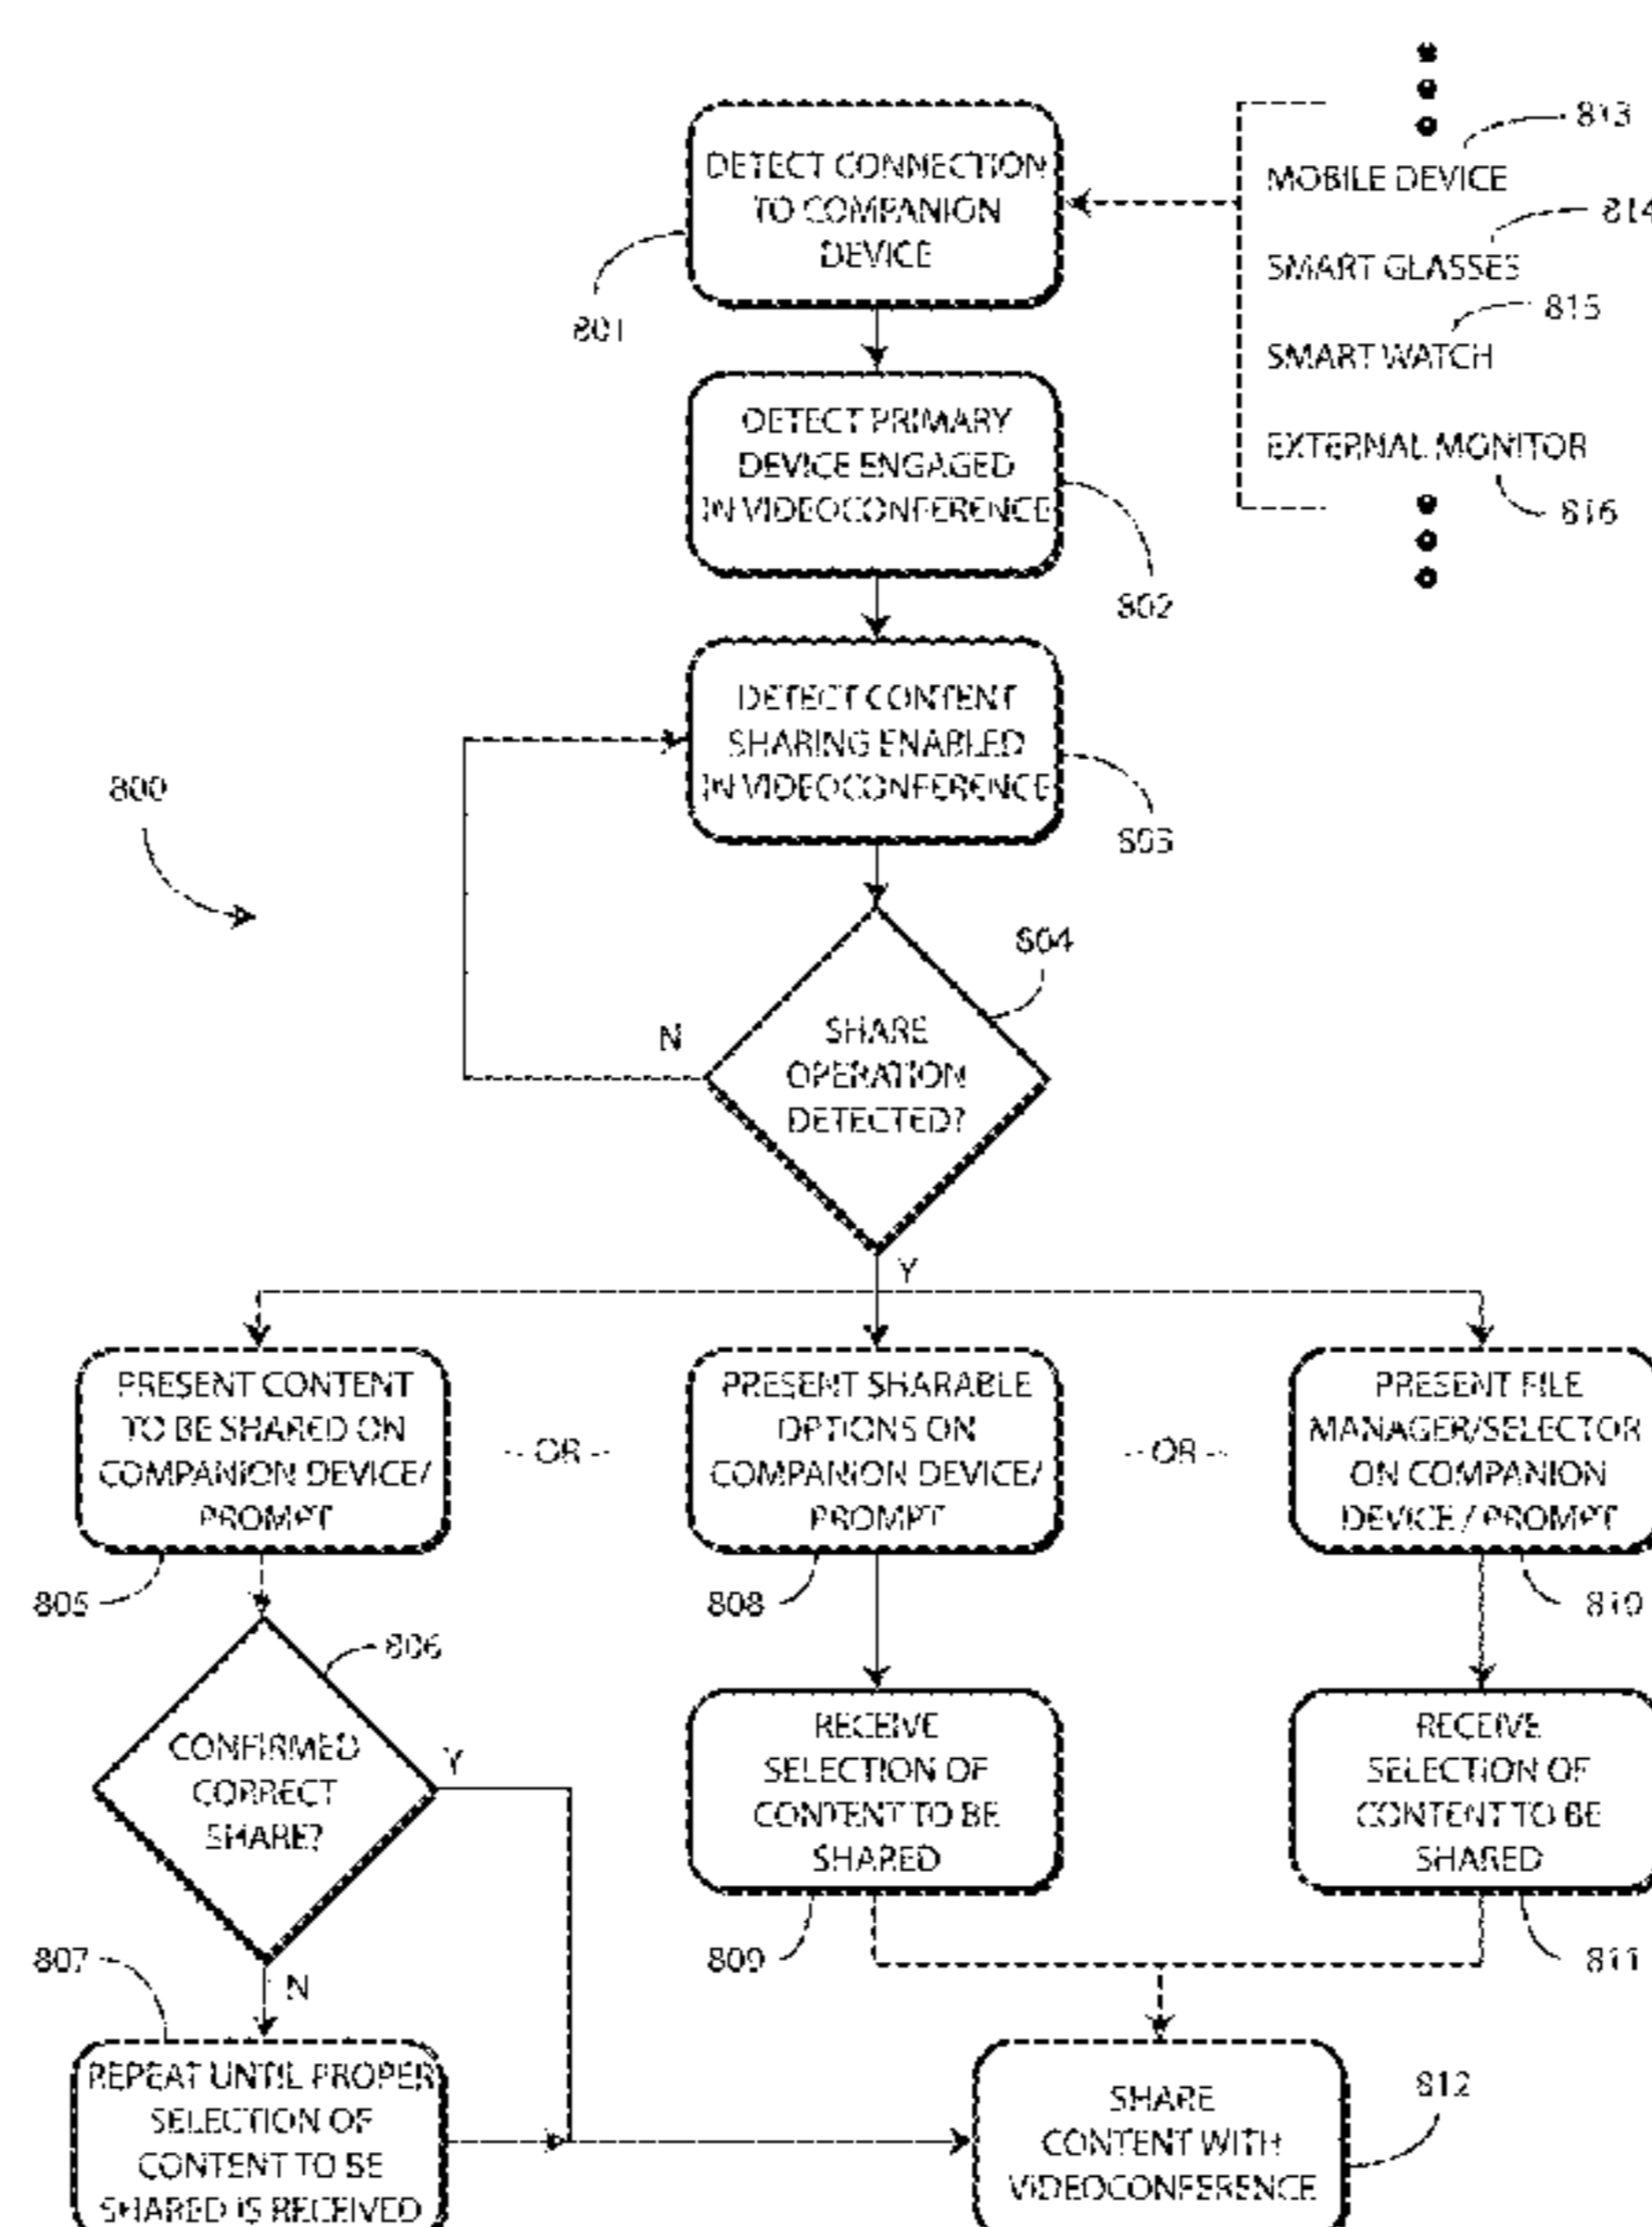 DETECT CONNECTION
TO COMPANION
DEVICE
801
813
MOBILE DEVICE
814
SMART GLASSES
815
SMART WATCH
EXTERNAL MONITOR
816
DETECT PRIMARY
DEVICE ENGAGED
IN VIDEOCONFERENCE
802
DETECT CONTENT
SHARING ENABLED
IN VIDEOCONFERENCE
803
800
804
N
SHARE
OPERATION
DETECTED?
Y
PRESENT CONTENT
TO BE SHARED ON
COMPANION DEVICE/
PROMPT
805
-- OR --
PRESENT SHARABLE
OPTIONS ON
COMPANION DEVICE/
PROMPT
808
-- OR --
PRESENT FILE
MANAGER/SELECTOR
ON COMPANION
DEVICE / PROMPT
810
806
CONFIRMED
CORRECT
SHARE?
Y
N
RECEIVE
SELECTION OF
CONTENT TO BE
SHARED
809
RECEIVE
SELECTION OF
CONTENT TO BE
SHARED
811
807
REPEAT UNTIL PROPER
SELECTION OF
CONTENT TO BE
SHARED IS RECEIVED
SHARE
CONTENT WITH
VIDEOCONFERENCE
812